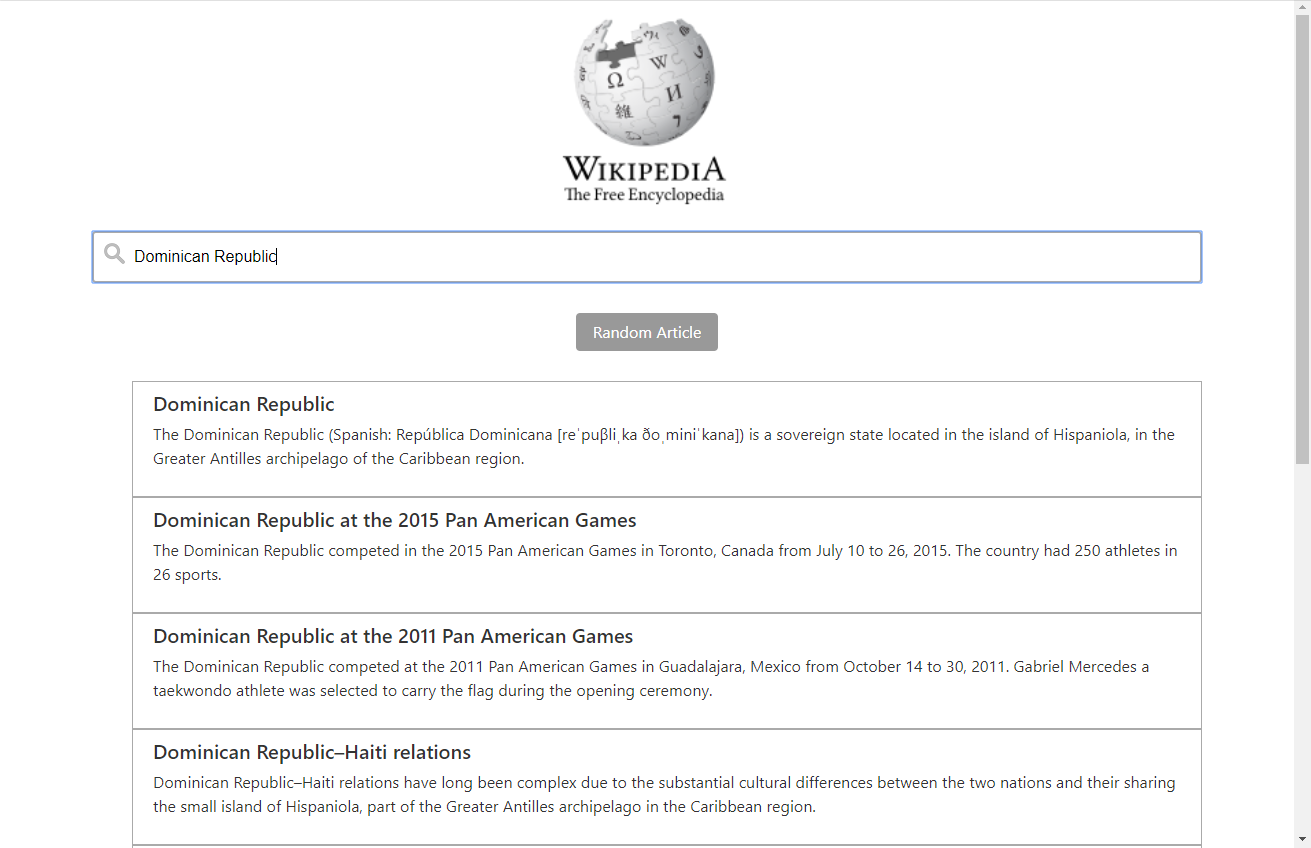 Ω W И 維 7
WIKIPEDIA
The Free Encyclopedia
Dominican Republic
Random Article
Dominican Republic
The Dominican Republic (Spanish: República Dominicana [reˈpuβliˌka ðoˌminiˈkana]) is a sovereign state located in the island of Hispaniola, in the
Greater Antilles archipelago of the Caribbean region.
Dominican Republic at the 2015 Pan American Games
The Dominican Republic competed in the 2015 Pan American Games in Toronto, Canada from July 10 to 26, 2015. The country had 250 athletes in
26 sports.
Dominican Republic at the 2011 Pan American Games
The Dominican Republic competed at the 2011 Pan American Games in Guadalajara, Mexico from October 14 to 30, 2011. Gabriel Mercedes a
taekwondo athlete was selected to carry the flag during the opening ceremony.
Dominican Republic–Haiti relations
Dominican Republic–Haiti relations have long been complex due to the substantial cultural differences between the two nations and their sharing
the small island of Hispaniola, part of the Greater Antilles archipelago in the Caribbean region.